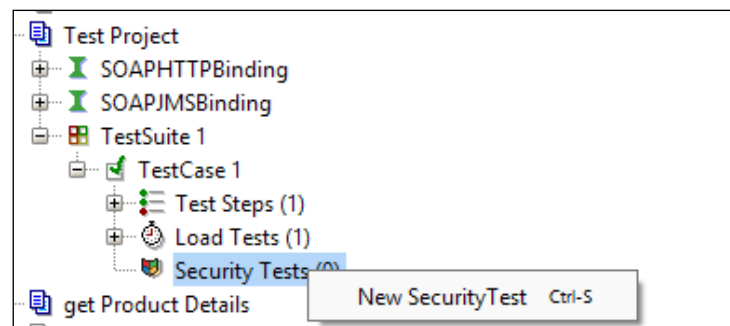 Test Project
SOAPHTTPBinding
SOAPJMSBinding
TestSuite 1
TestCase 1
Test Steps (1)
Load Tests (1)
Security Tests (0)
New SecurityTest Ctrl-S
get Product Details